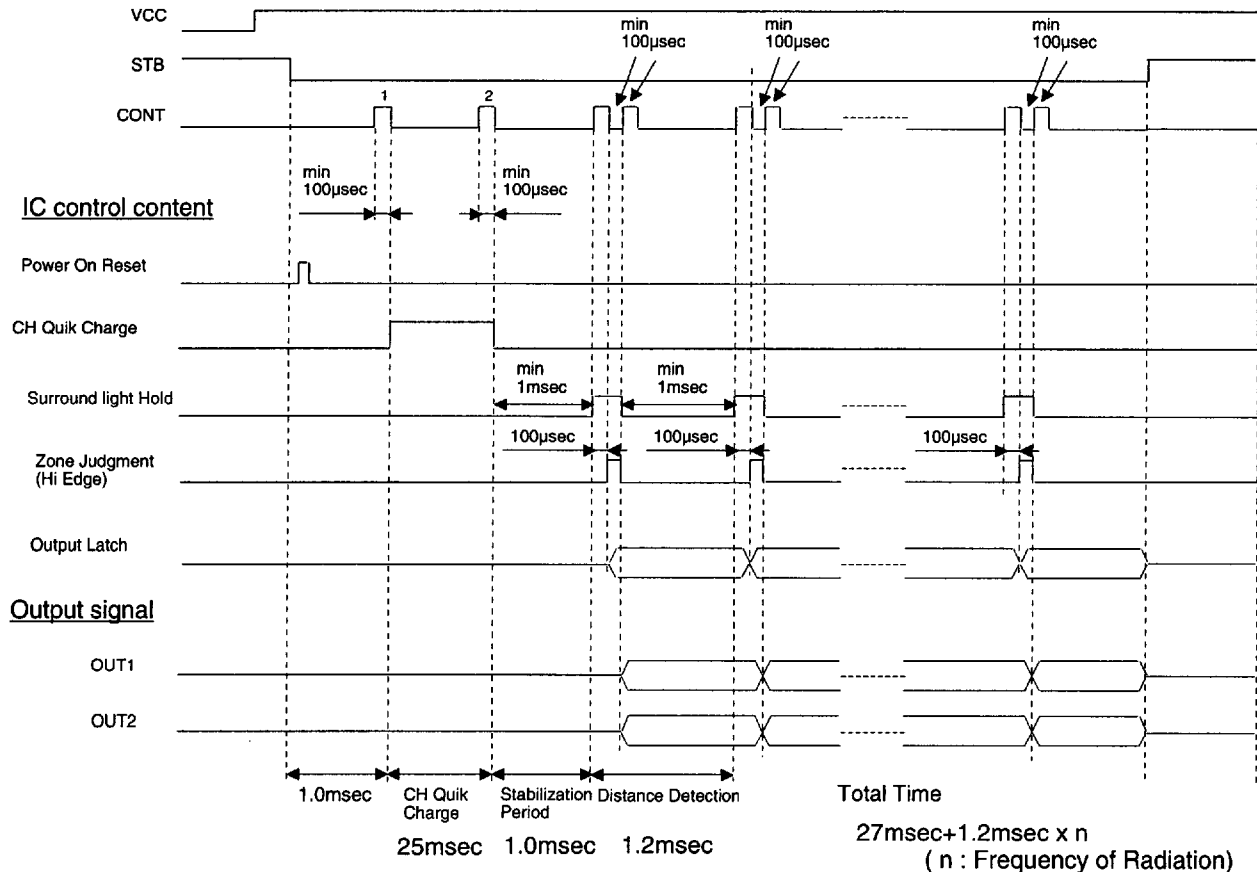 VCC
min
100µsec
min
100µsec
min
100µsec
STB
1
2
CONT
min
100µsec
min
100µsec
IC control content
Power On Reset
CH Quik Charge
min
1msec
min
1msec
Surround light Hold
100µsec
100µsec
100µsec
Zone Judgment
(Hi Edge)
Output Latch
Output signal
OUT1
OUT2
1.0msec
CH Quik
Charge
Stabilization
Period
Distance Detection
Total Time
25msec
1.0msec
1.2msec
27msec+1.2msec x n
( n : Frequency of Radiation)